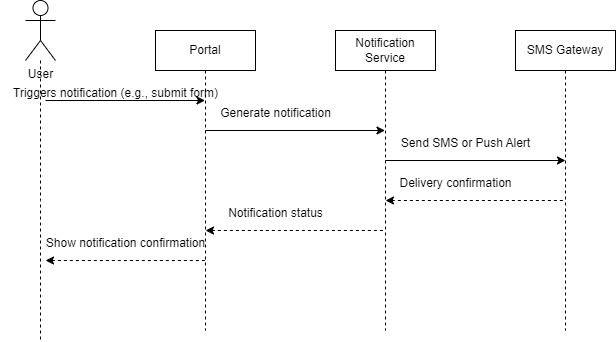 Portal
Notification
Service
SMS Gateway
User
Triggers notification (e.g., submit form)
Generate notification
Send SMS or Push Alert
Delivery confirmation
Notification status
Show notification confirmation